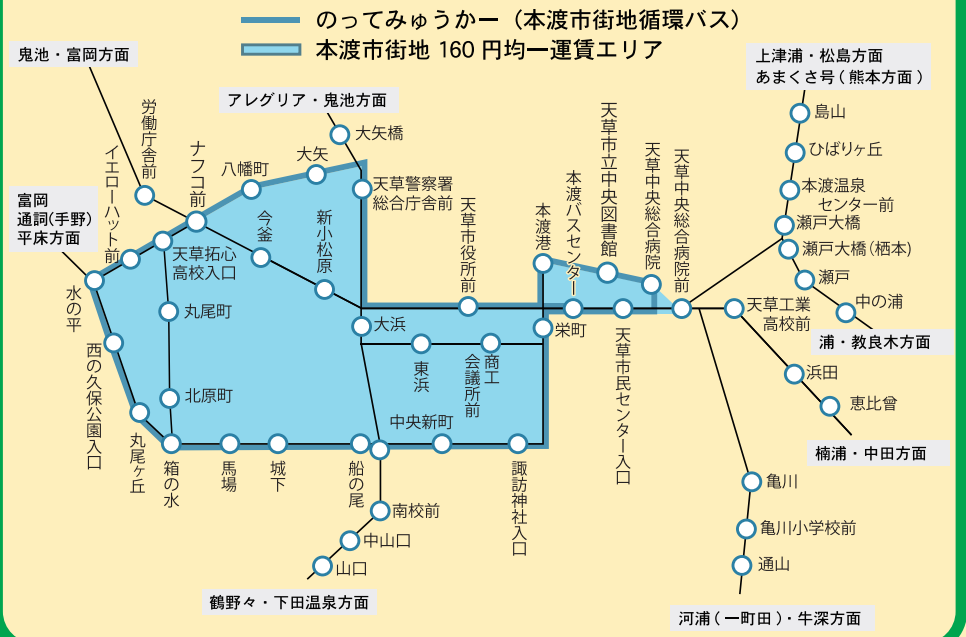 のってみゅうかー（本渡市街地循環バス）
本渡市街地 160 円均一運賃エリア
鬼池・富岡方面
アレグリア・鬼池方面
上津浦・松島方面
あまくさ号（熊本方面）
富岡
通詞(手野)
平床方面
労働庁舎前
イエローハット前
ナフコ前
八幡町
大矢
大矢橋
天草警察署
総合庁舎前
今釜
新小松原
天草拓心
高校入口
水の平
丸尾町
西の久保公園入口
北原町
丸尾ヶ丘
箱の水
馬場
城下
船の尾
中央新町
諏訪神社入口
大浜
東浜
商工
会議所前
天草市役所前
本渡港
本渡バスセンター
天草市立中央図書館
天草中央総合病院
天草中央総合病院前
栄町
天草市民センター入口
島山
ひばりヶ丘
本渡温泉
センター前
瀬戸大橋
瀬戸大橋(栖本)
瀬戸
中の浦
浦・教良木方面
天草工業
高校前
浜田
恵比曽
楠浦・中田方面
亀川
亀川小学校前
通山
河浦(一町田)・牛深方面
南校前
中山口
山口
鶴野々・下田温泉方面